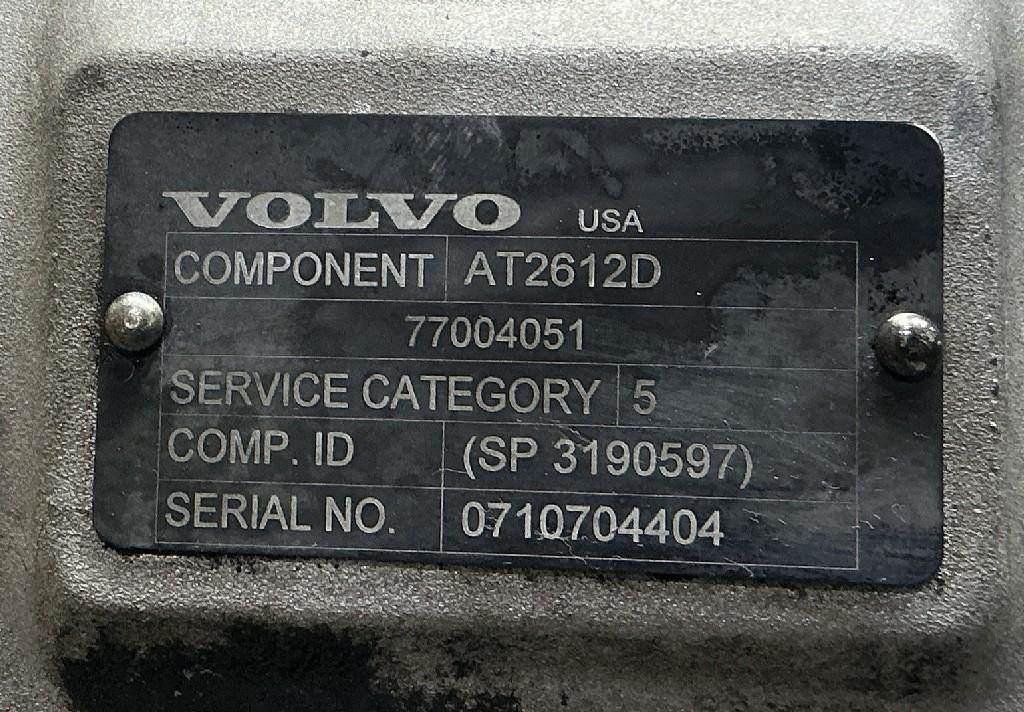 VOLVO USA
COMPONENT AT2612D
77004051
SERVICE CATEGORY 5
COMP. ID (SP 3190597)
SERIAL NO. 0710704404